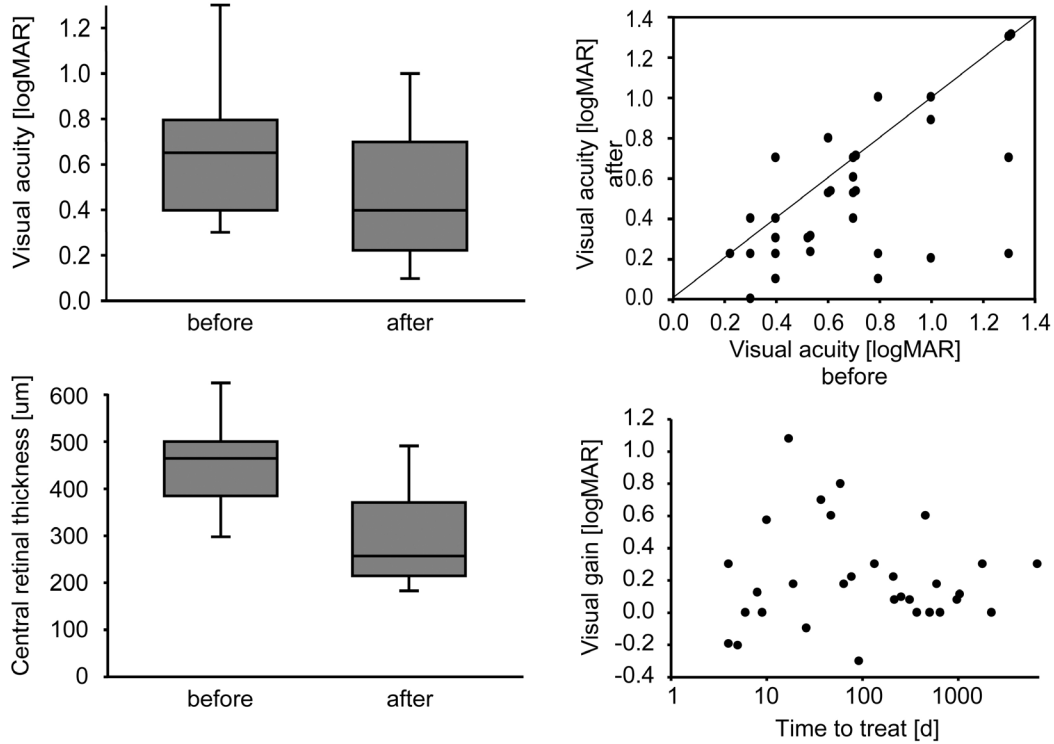 Visual acuity [logMAR]
1.2
1.0
0.8
0.6
0.4
0.2
0.0
before
after
Visual acuity [logMAR]
after
1.4
1.2
1.0
0.8
0.6
0.4
0.2
0.0
0.0 0.2 0.4 0.6 0.8 1.0 1.2 1.4
Visual acuity [logMAR]
before
Central retinal thickness [um]
600
500
400
300
200
100
0
before
after
Visual gain [logMAR]
1.2
0.8
0.6
0.4
0.2
0.0
-0.2
-0.4
1 10 100 1000
Time to treat [d]